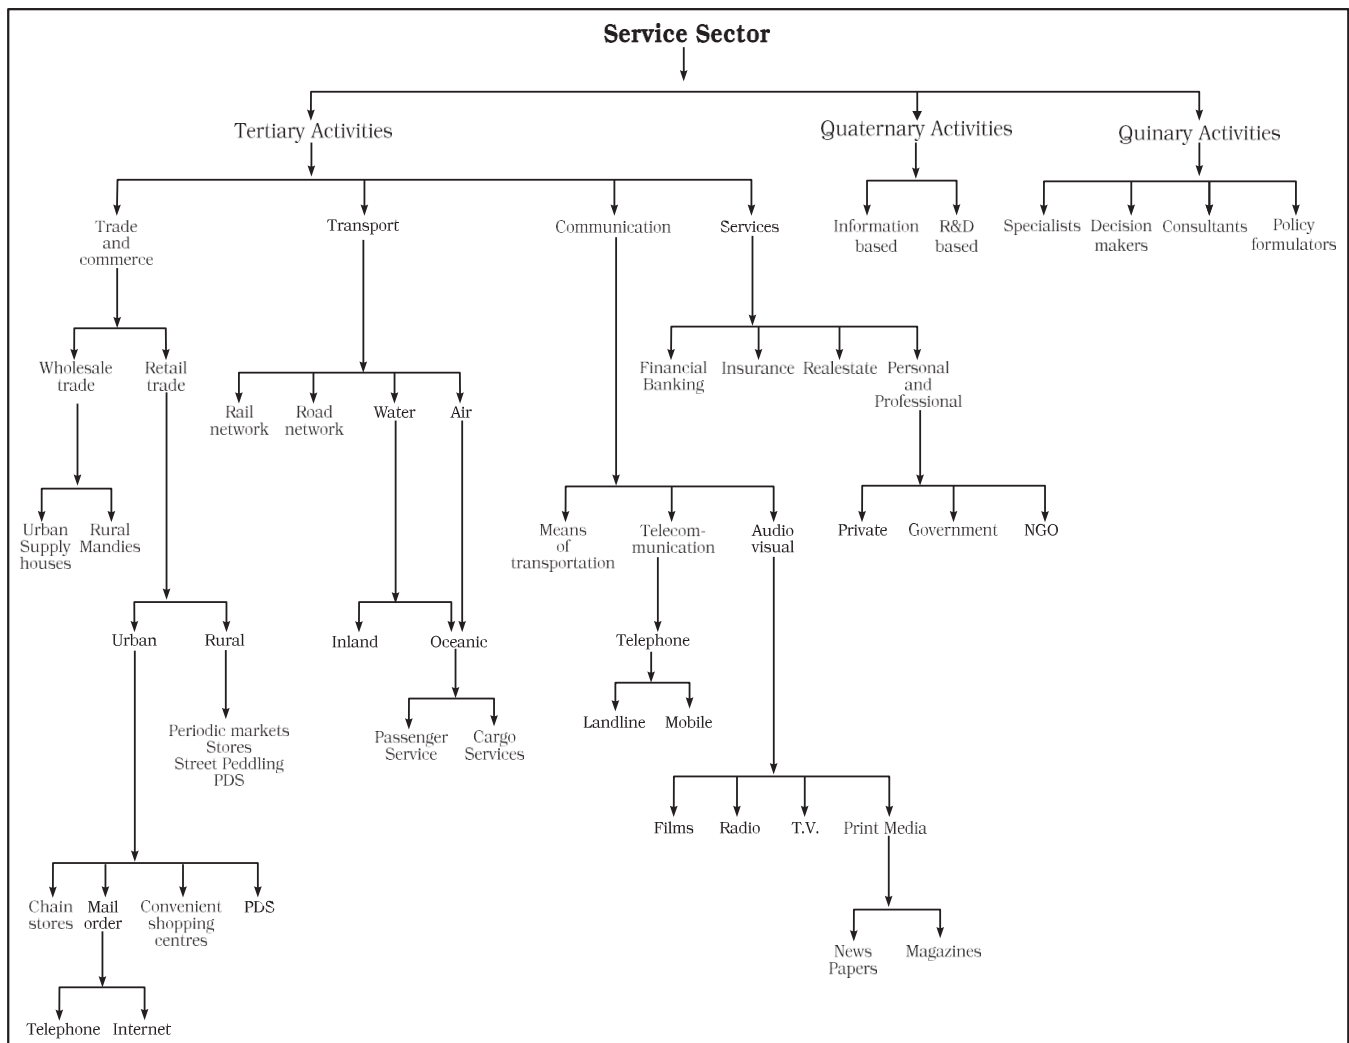 Service Sector
Tertiary Activities
Quaternary Activities
Quinary Activities
Trade
and
commerce
Transport
Communication
Services
Information
based
R&D
based
Specialists
Decision
makers
Consultants
Policy
formulators
Wholesale
trade
Retail
trade
Financial
Banking
Insurance
Realestate
Personal
and
Professional
Rail
network
Road
network
Water
Air
Urban
Supply
houses
Rural
Mandies
Means
of
transportation
Telecom-
munication
Audio
visual
Private
Government
NGO
Urban
Rural
Inland
Oceanic
Telephone
Landline
Mobile
Periodic markets
Stores
Street Peddling
PDS
Passenger
Service
Cargo
Services
Films
Radio
T.V.
Print Media
Chain
stores
Mail
order
Convenient
shopping
centres
PDS
News
Papers
Magazines
Telephone
Internet